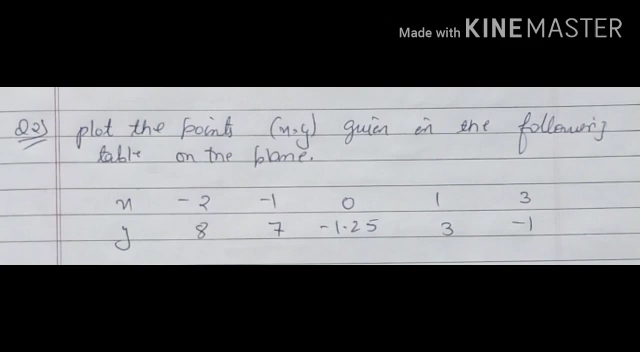 Made with KINEMASTER
Q2) plot the points (x,y) given in the following
table on the plane.
x -2 -1 0 1 3
y 8 7 -1.25 3 -1